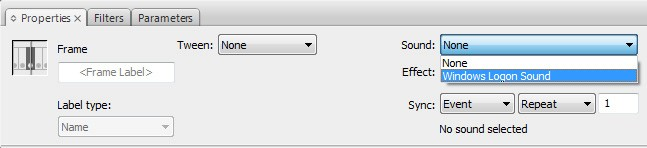 Properties × Filters Parameters
Frame
<Frame Label>
Label type:
Name
Tween: None
Sound: None
None
Windows Logon Sound
Effect:
Sync: Event Repeat 1
No sound selected